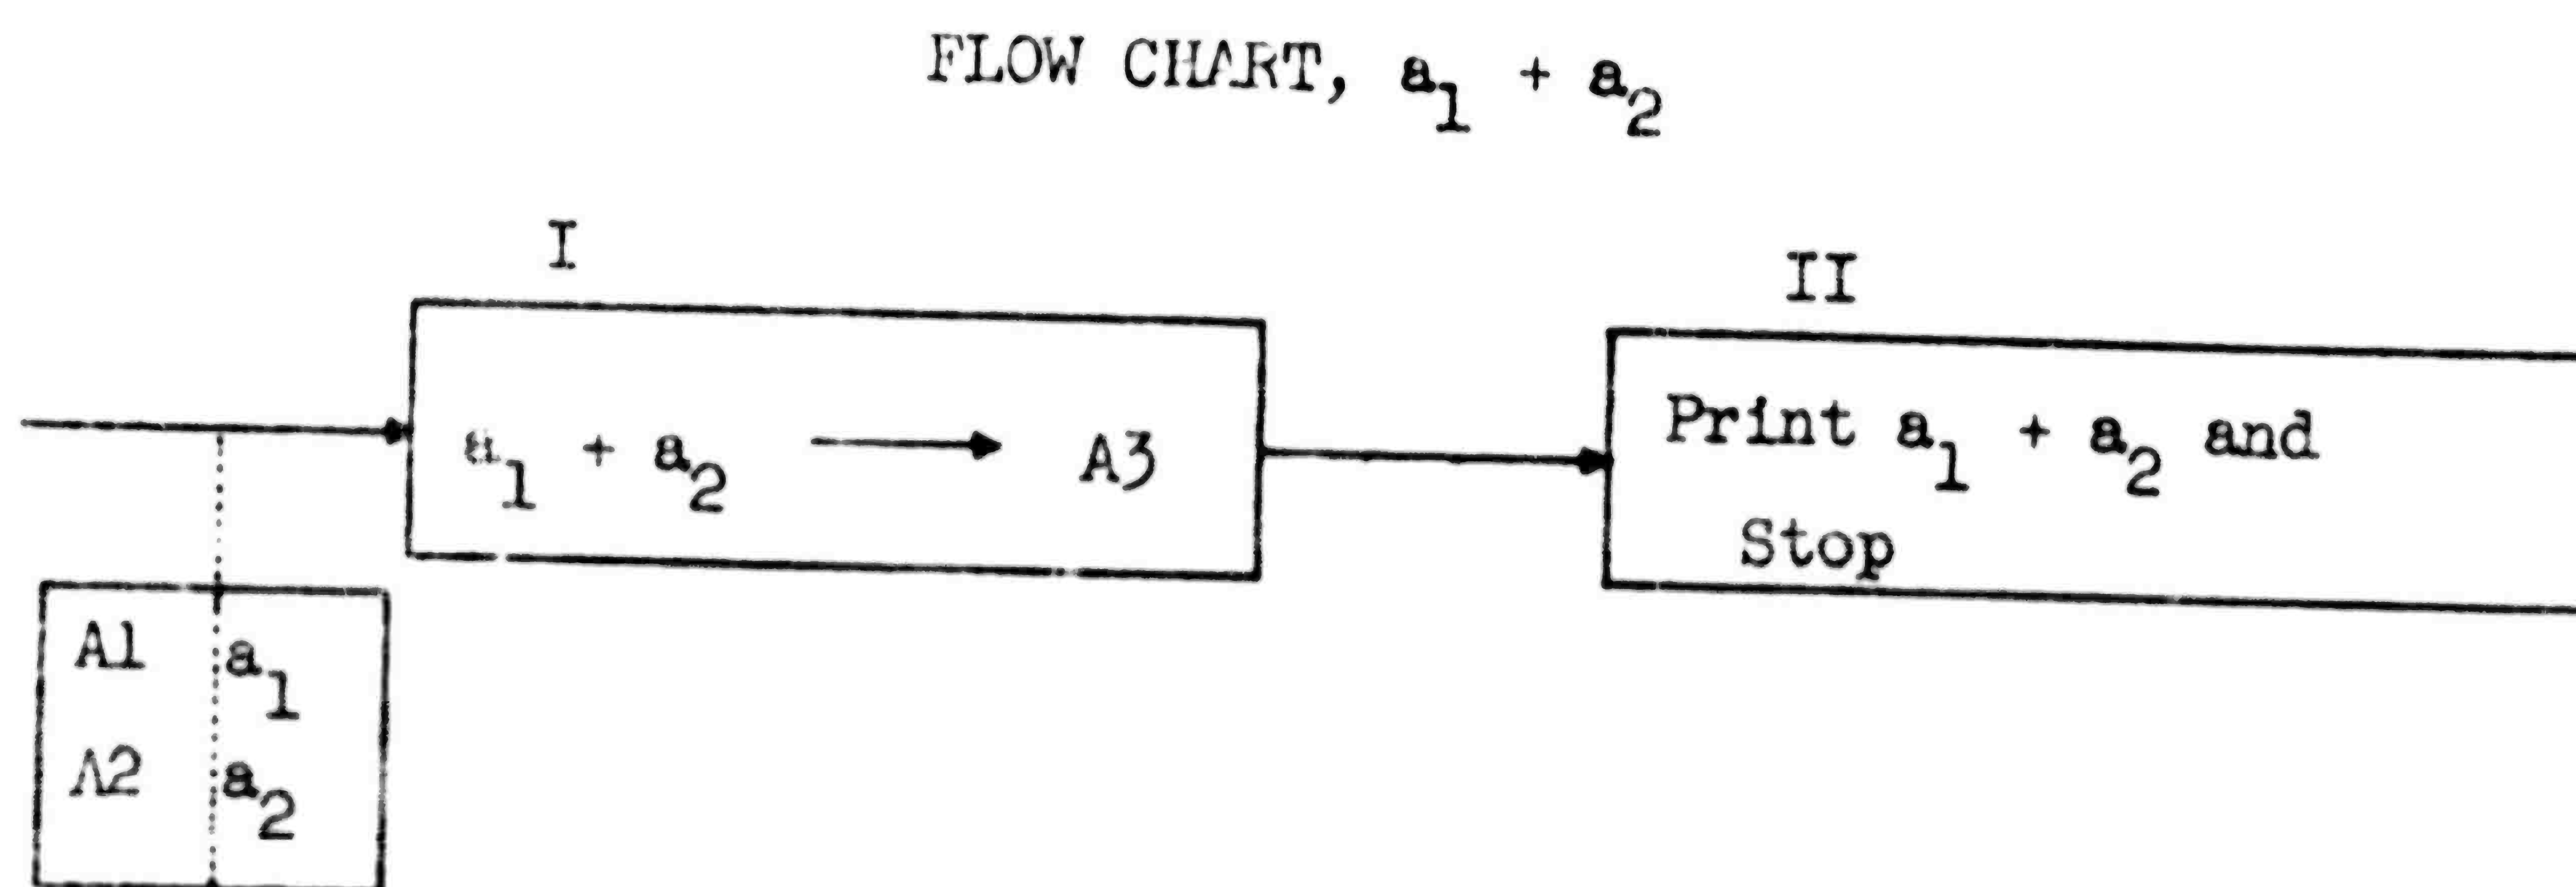 FLOW CHART, a₁ + a₂
I
II
a₁ + a₂ → A3
Print a₁ + a₂ and
Stop
A1 a₁
A2 a₂